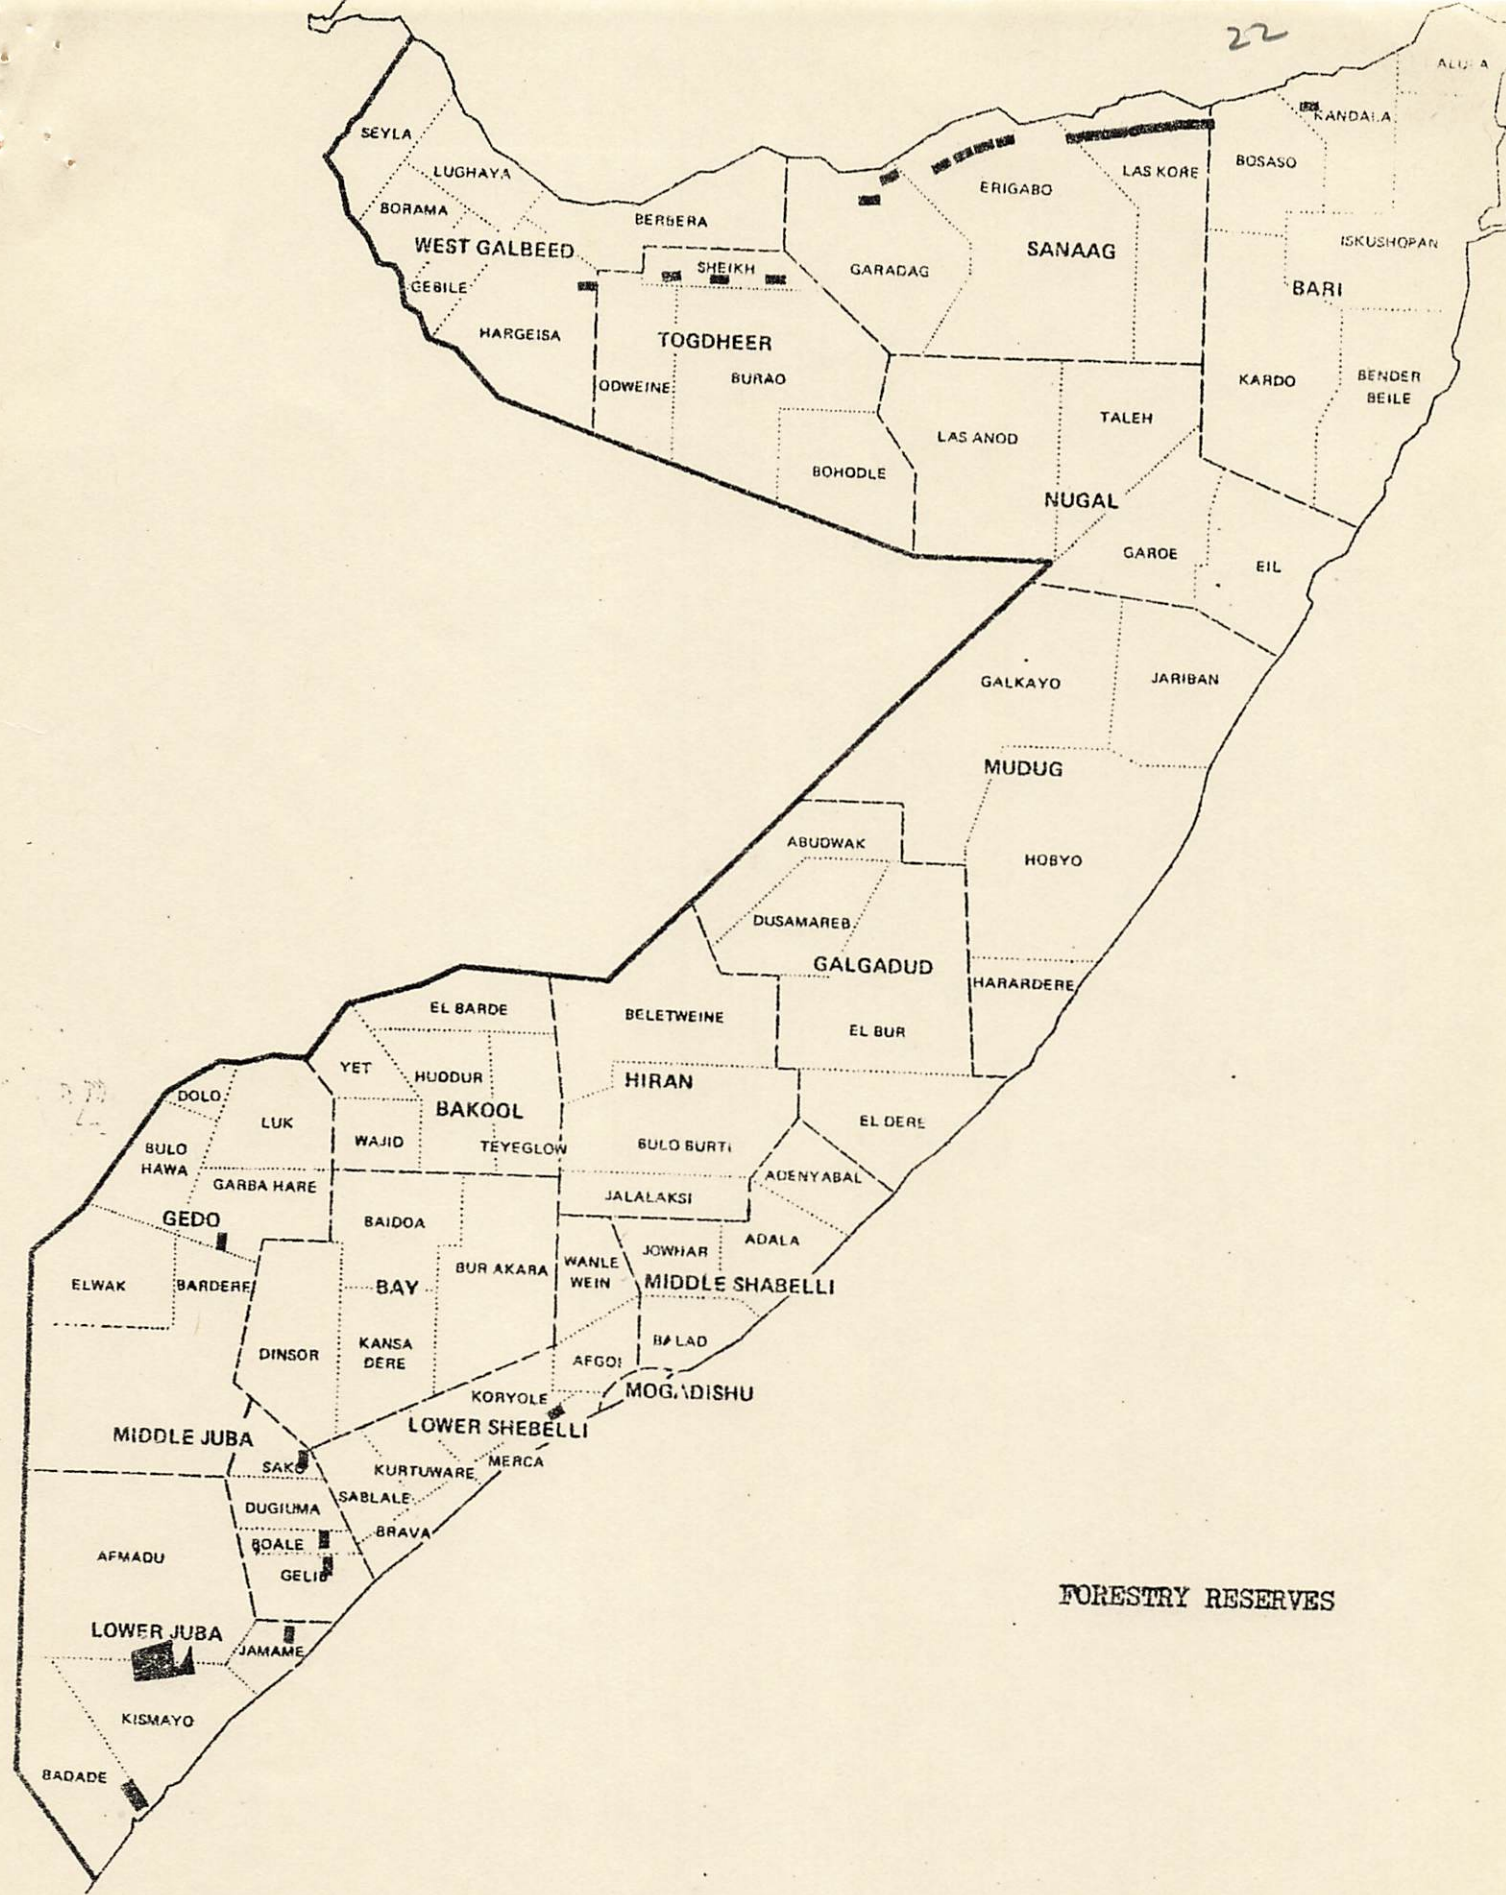 22
ALULA
KANDALA
SEYLA
BOSASO
LUGHAYA
LAS KORE
ERIGABO
BORAMA
BERBERA
WEST GALBEED
SANAAG
ISKUSHOPAN
SHEIKH
GARADAG
GEBILE
BARI
HARGEISA
TOGDHEER
ODWEINE
BURAO
KARDO
BENDER
BEILE
TALEH
LAS ANOD
BOHODLE
NUGAL
GAROE
EIL
GALKAYO
JARIBAN
MUDUG
ABUDWAK
HOBYO
DUSAMAREB
GALGADUD
HARARDERE
EL BARDE
BELETWEINE
EL BUR
YET
HUDDUR
HIRAN
DOLO
BAKOOL
LUK
EL DERE
WAJID
TEYEGLOW
BULO BURTI
BULO
HAWA
ADENYABAL
GARBA HARE
JALALAKSI
GEDO
BAIDOA
ADALA
JOWHAR
WANLE
WEIN
BUR AKARA
ELWAK
BARDERE
BAY
MIDDLE SHABELLI
DINSOR
KANSA
DERE
BALAD
AFGOI
KORYOLE
MOGADISHU
LOWER SHEBELLI
MIDDLE JUBA
SAKO
KURTUWARE
MERCA
DUGIUMA
SABLALE
BRAVA
BOALE
AFMADU
GELIB
FORESTRY RESERVES
LOWER JUBA
JAMAME
KISMAYO
BADADE